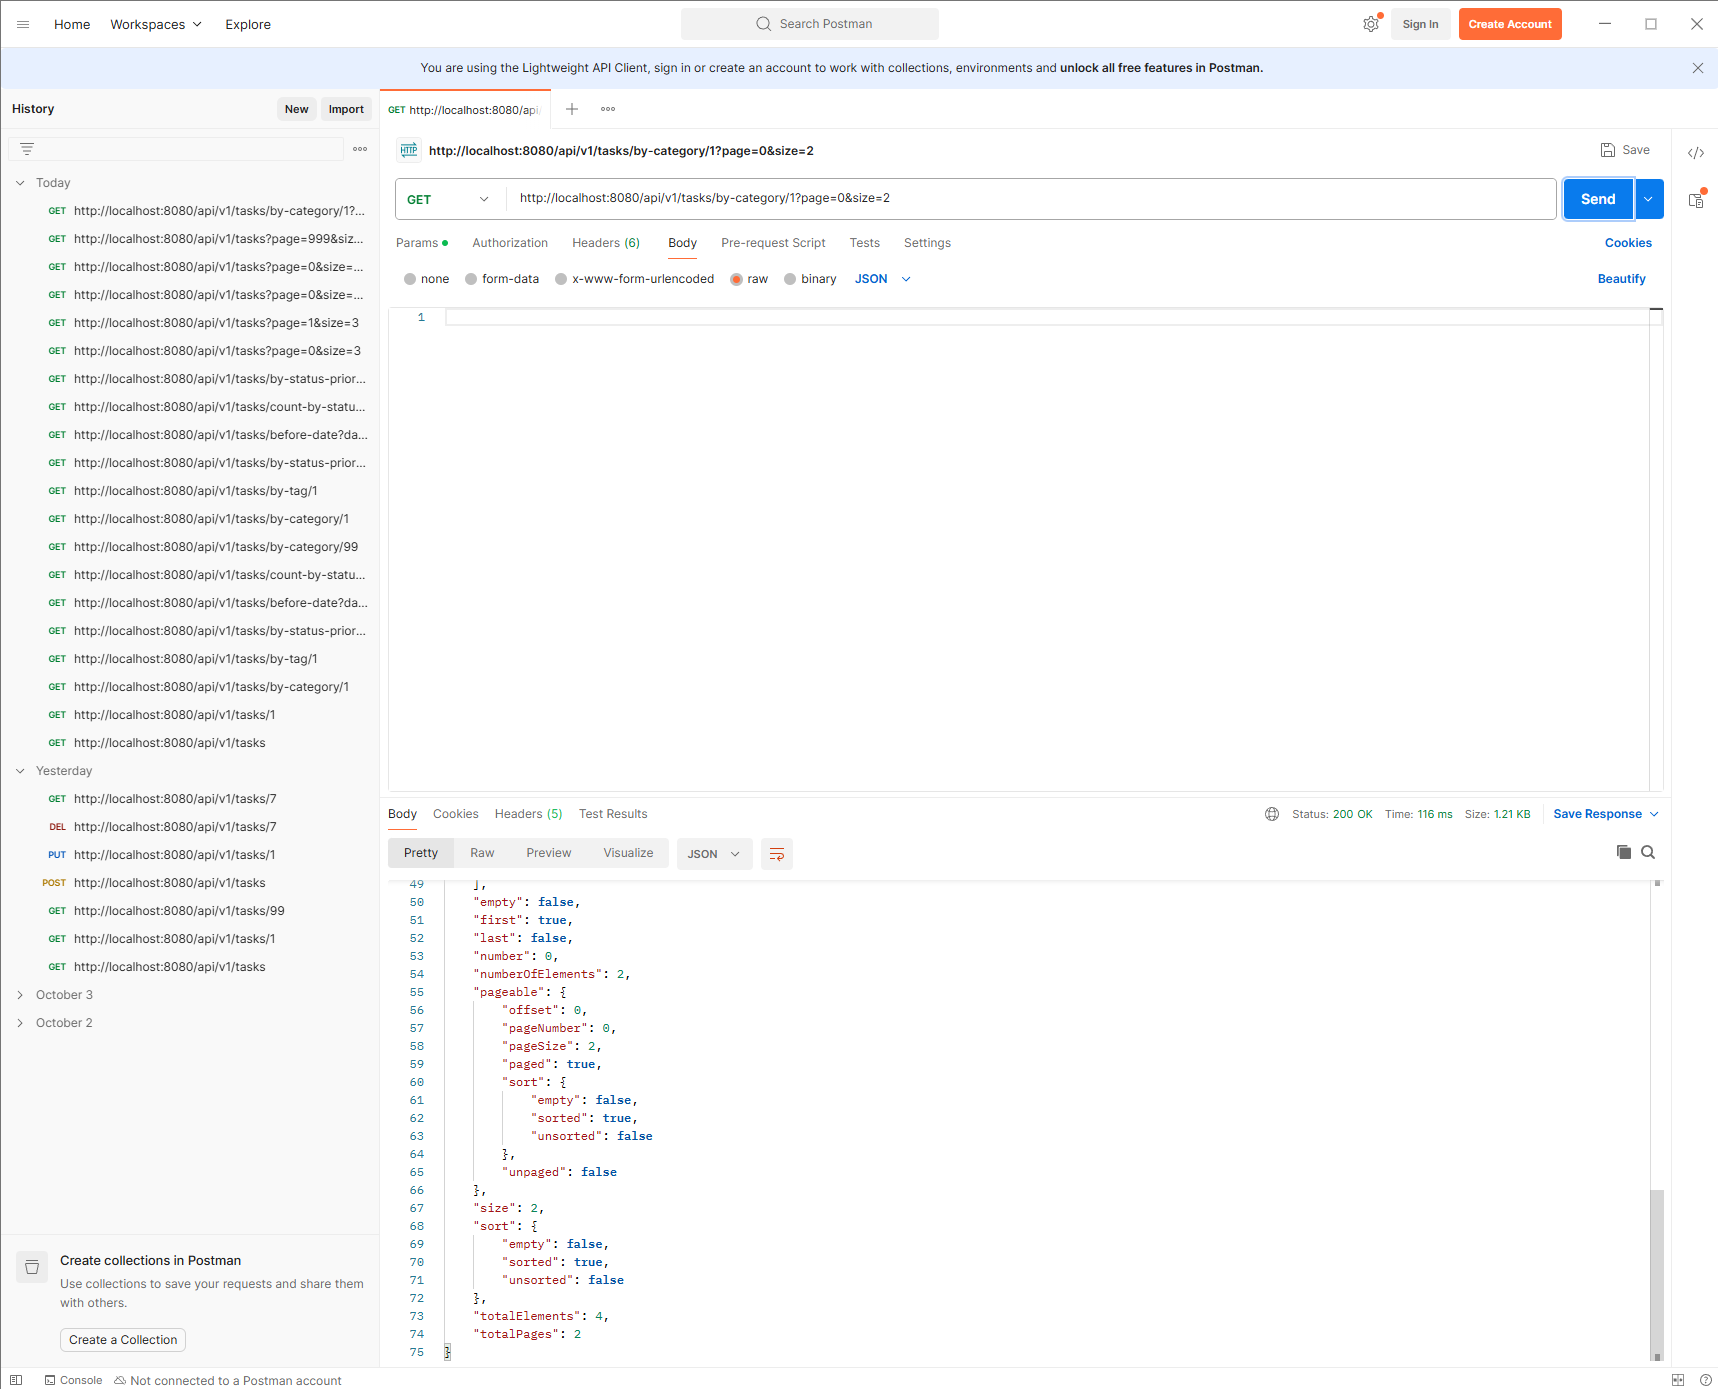 Home Workspaces Explore Search Postman Sign In Create Account
You are using the Lightweight API Client, sign in or create an account to work with collections, environments and unlock all free features in Postman.
History New Import
Today
GET http://localhost:8080/api/v1/tasks/by-category/1?...
GET http://localhost:8080/api/v1/tasks?page=999&siz...
GET http://localhost:8080/api/v1/tasks?page=0&size=...
GET http://localhost:8080/api/v1/tasks?page=0&size=...
GET http://localhost:8080/api/v1/tasks?page=1&size=3
GET http://localhost:8080/api/v1/tasks?page=0&size=3
GET http://localhost:8080/api/v1/tasks/by-status-prior...
GET http://localhost:8080/api/v1/tasks/count-by-statu...
GET http://localhost:8080/api/v1/tasks/before-date?da...
GET http://localhost:8080/api/v1/tasks/by-status-prior...
GET http://localhost:8080/api/v1/tasks/by-tag/1
GET http://localhost:8080/api/v1/tasks/by-category/1
GET http://localhost:8080/api/v1/tasks/by-category/99
GET http://localhost:8080/api/v1/tasks/count-by-statu...
GET http://localhost:8080/api/v1/tasks/before-date?da...
GET http://localhost:8080/api/v1/tasks/by-status-prior...
GET http://localhost:8080/api/v1/tasks/by-tag/1
GET http://localhost:8080/api/v1/tasks/by-category/1
GET http://localhost:8080/api/v1/tasks/1
GET http://localhost:8080/api/v1/tasks
Yesterday
GET http://localhost:8080/api/v1/tasks/7
DEL http://localhost:8080/api/v1/tasks/7
PUT http://localhost:8080/api/v1/tasks/1
POST http://localhost:8080/api/v1/tasks
GET http://localhost:8080/api/v1/tasks/99
GET http://localhost:8080/api/v1/tasks/1
GET http://localhost:8080/api/v1/tasks
October 3
October 2
Create collections in Postman
Use collections to save your requests and share them
with others.
Create a Collection
GET http://localhost:8080/api/
HTTP http://localhost:8080/api/v1/tasks/by-category/1?page=0&size=2 Save
GET http://localhost:8080/api/v1/tasks/by-category/1?page=0&size=2 Send
Params Authorization Headers (6) Body Pre-request Script Tests Settings Cookies
none form-data x-www-form-urlencoded raw binary JSON Beautify
1
Body Cookies Headers (5) Test Results Status: 200 OK Time: 116 ms Size: 1.21 KB Save Response
Pretty Raw Preview Visualize JSON
49 ],
50 "empty": false,
51 "first": true,
52 "last": false,
53 "number": 0,
54 "numberOfElements": 2,
55 "pageable": {
56 "offset": 0,
57 "pageNumber": 0,
58 "pageSize": 2,
59 "paged": true,
60 "sort": {
61 "empty": false,
62 "sorted": true,
63 "unsorted": false
64 },
65 "unpaged": false
66 },
67 "size": 2,
68 "sort": {
69 "empty": false,
70 "sorted": true,
71 "unsorted": false
72 },
73 "totalElements": 4,
74 "totalPages": 2
75 }
Console Not connected to a Postman account